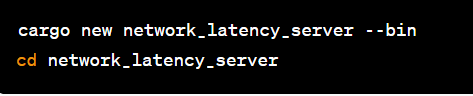 cargo new network_latency_server --bin
cd network_latency_server